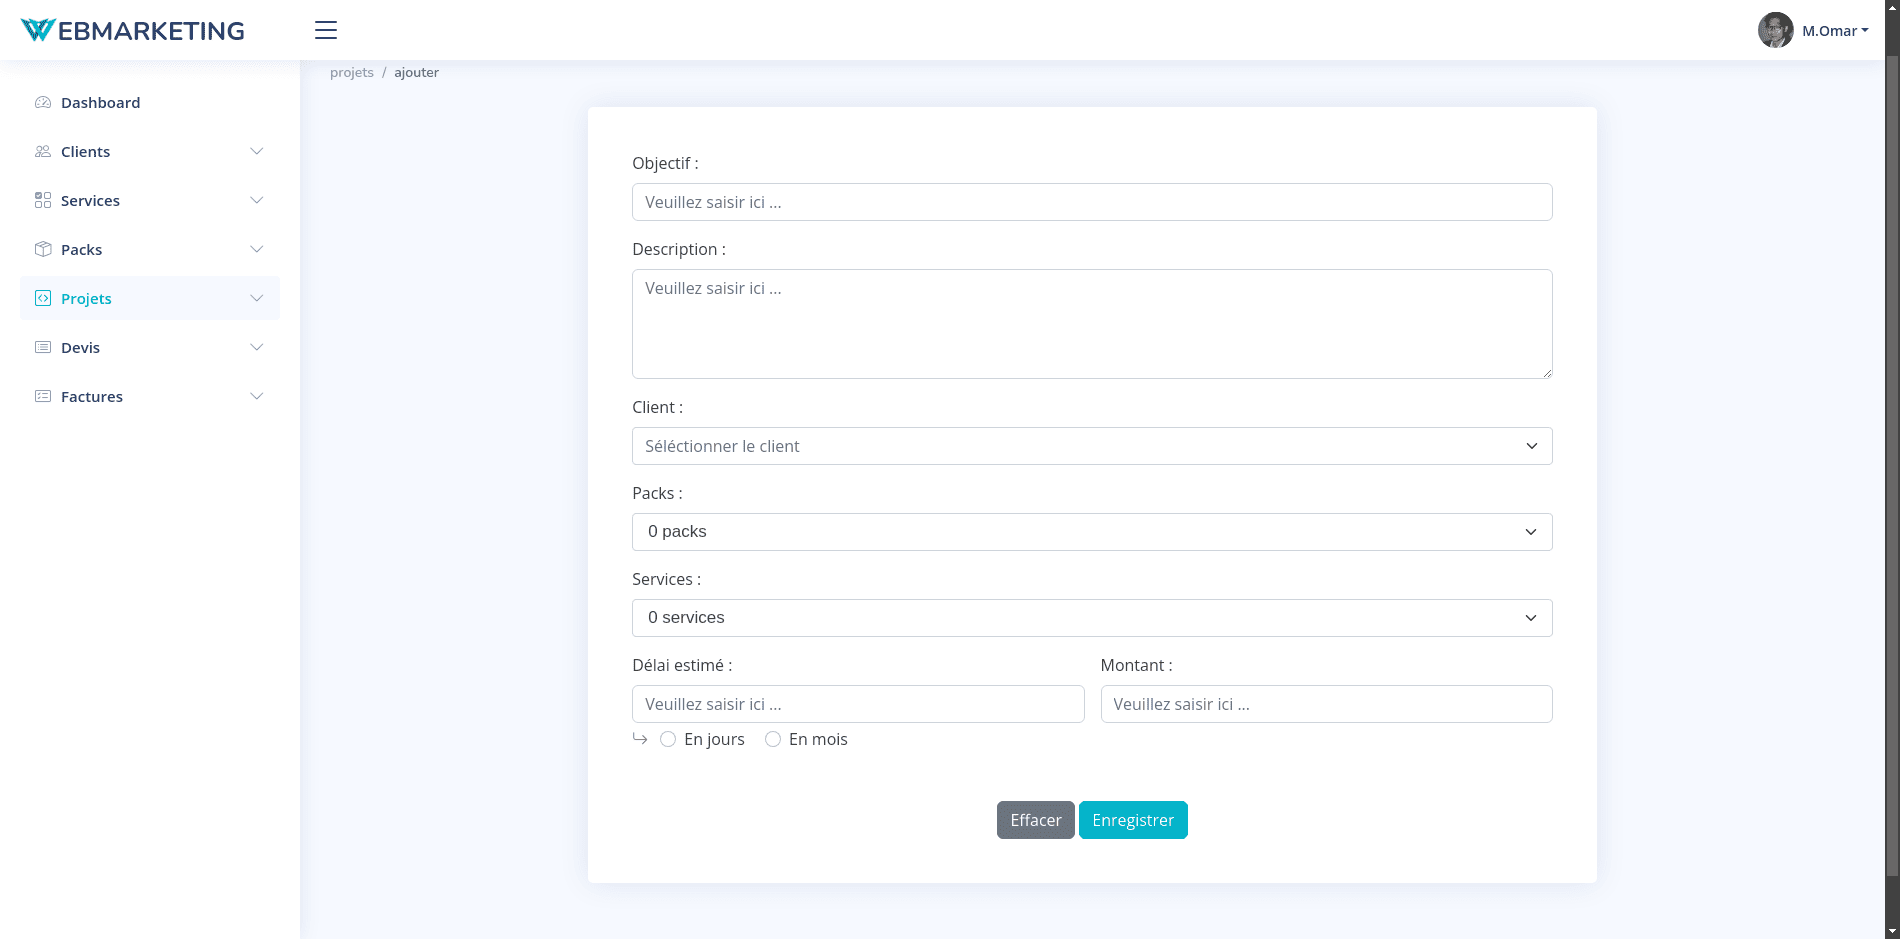 WEBMARKETING
M.Omar
projets / ajouter
Dashboard
Clients
Services
Packs
Projets
Devis
Factures
Objectif :
Veuillez saisir ici ...
Description :
Veuillez saisir ici ...
Client :
Séléctionner le client
Packs :
0 packs
Services :
0 services
Délai estimé :
Veuillez saisir ici ...
En jours En mois
Montant :
Veuillez saisir ici ...
Effacer Enregistrer